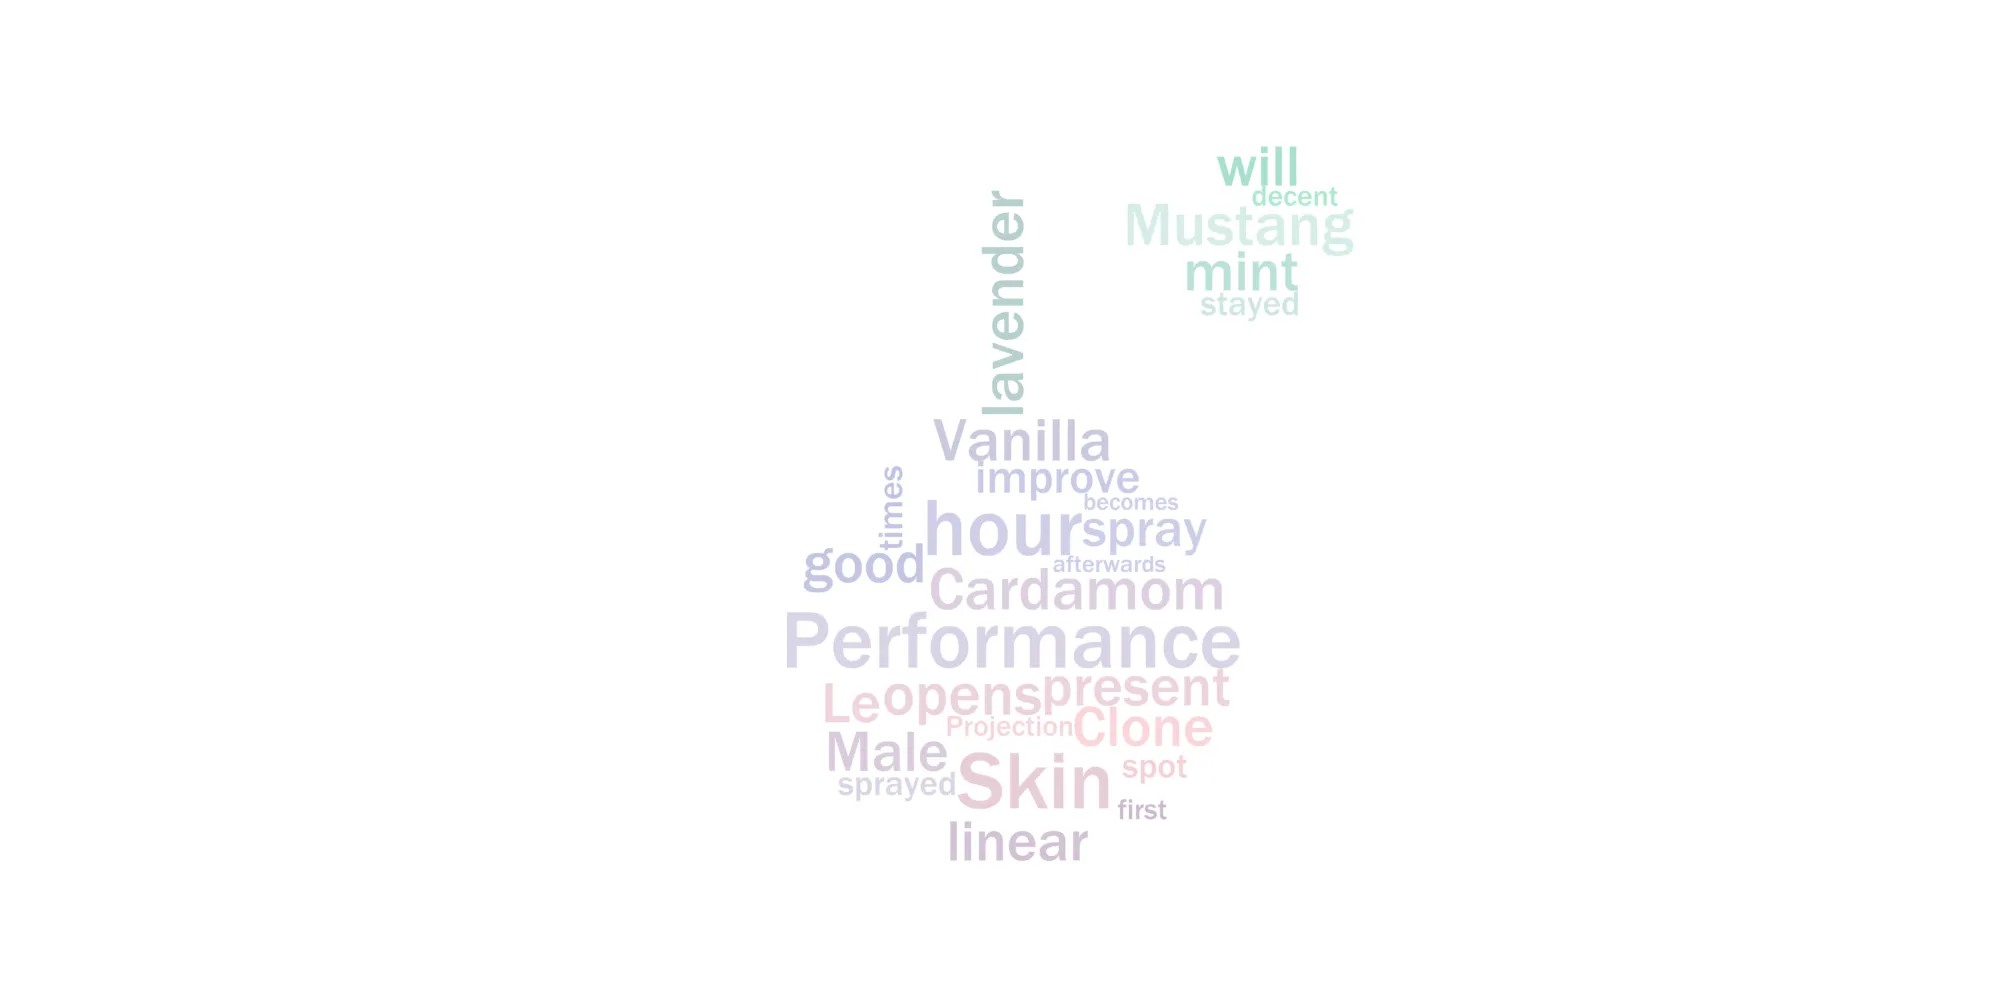 will
decent
Mustang
mint
stayed
lavender
Vanilla
improve
times
becomes
hour
spray
good
afterwards
Cardamom
Performance
Le
opens
present
Projection
Clone
Male
Skin
spot
sprayed
first
linear